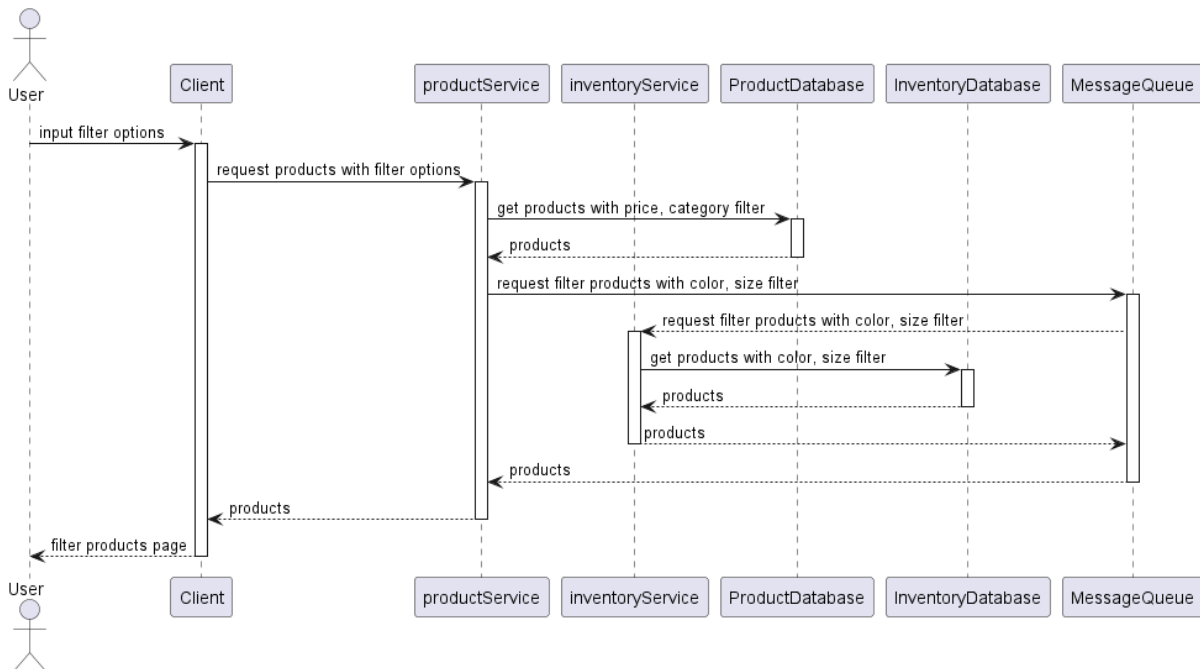 User
Client
productService
inventoryService
ProductDatabase
InventoryDatabase
MessageQueue
input filter options
request products with filter options
get products with price, category filter
products
request filter products with color, size filter
request filter products with color, size filter
get products with color, size filter
products
products
products
products
filter products page
User
Client
productService
inventoryService
ProductDatabase
InventoryDatabase
MessageQueue